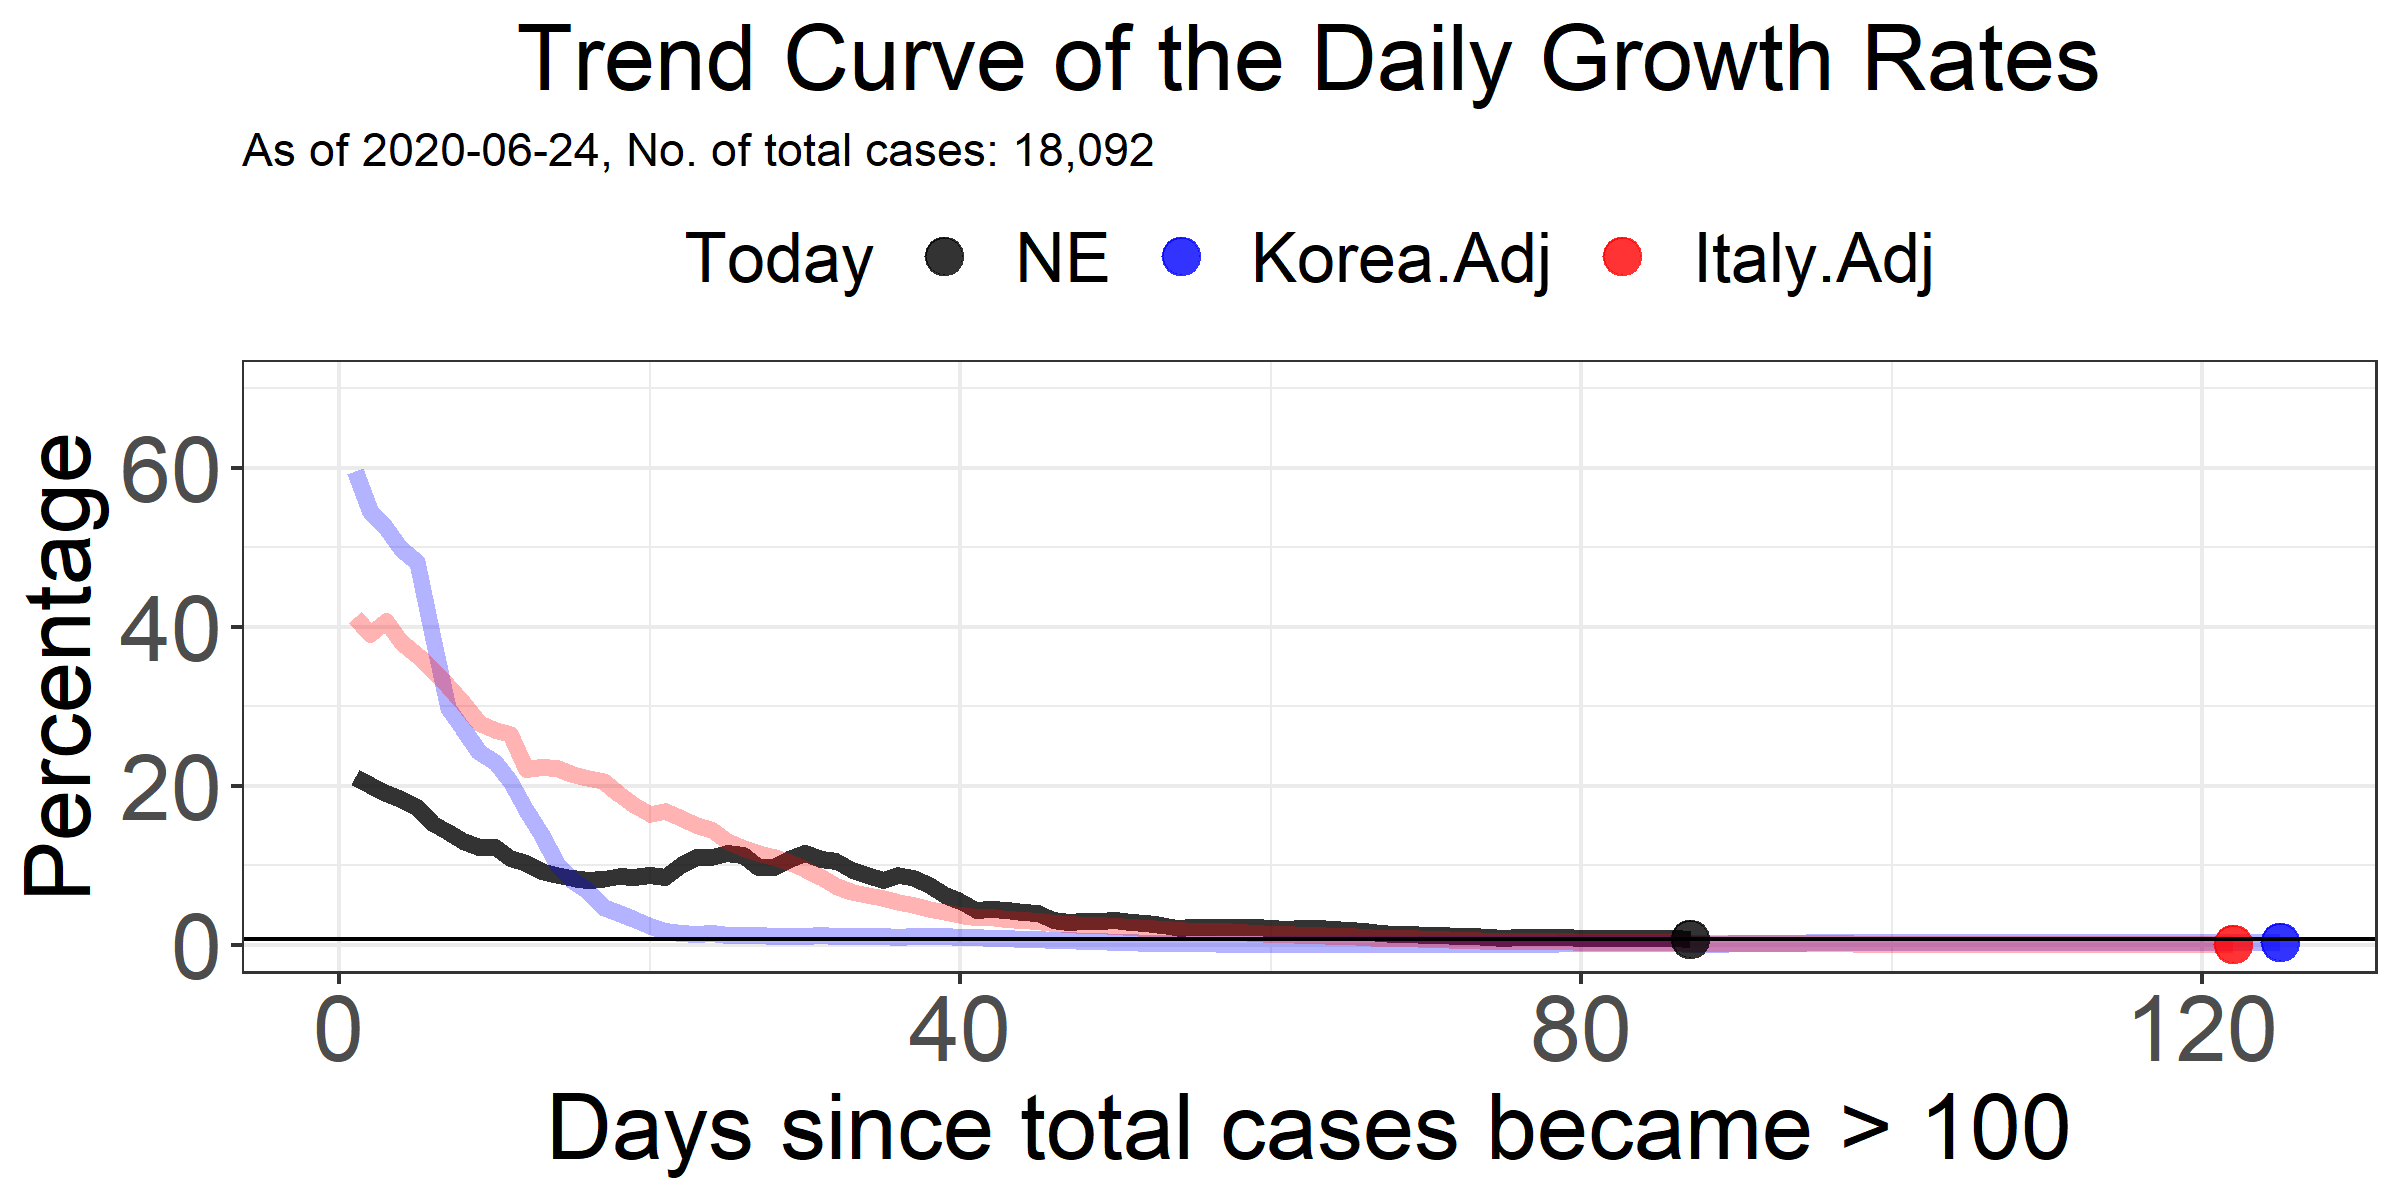 Trend Curve of the Daily Growth Rates
As of 2020-06-24, No. of total cases: 18,092
Today NE Korea.Adj Italy.Adj
Percentage
60
40
20
0
0 40 80 120
Days since total cases became > 100